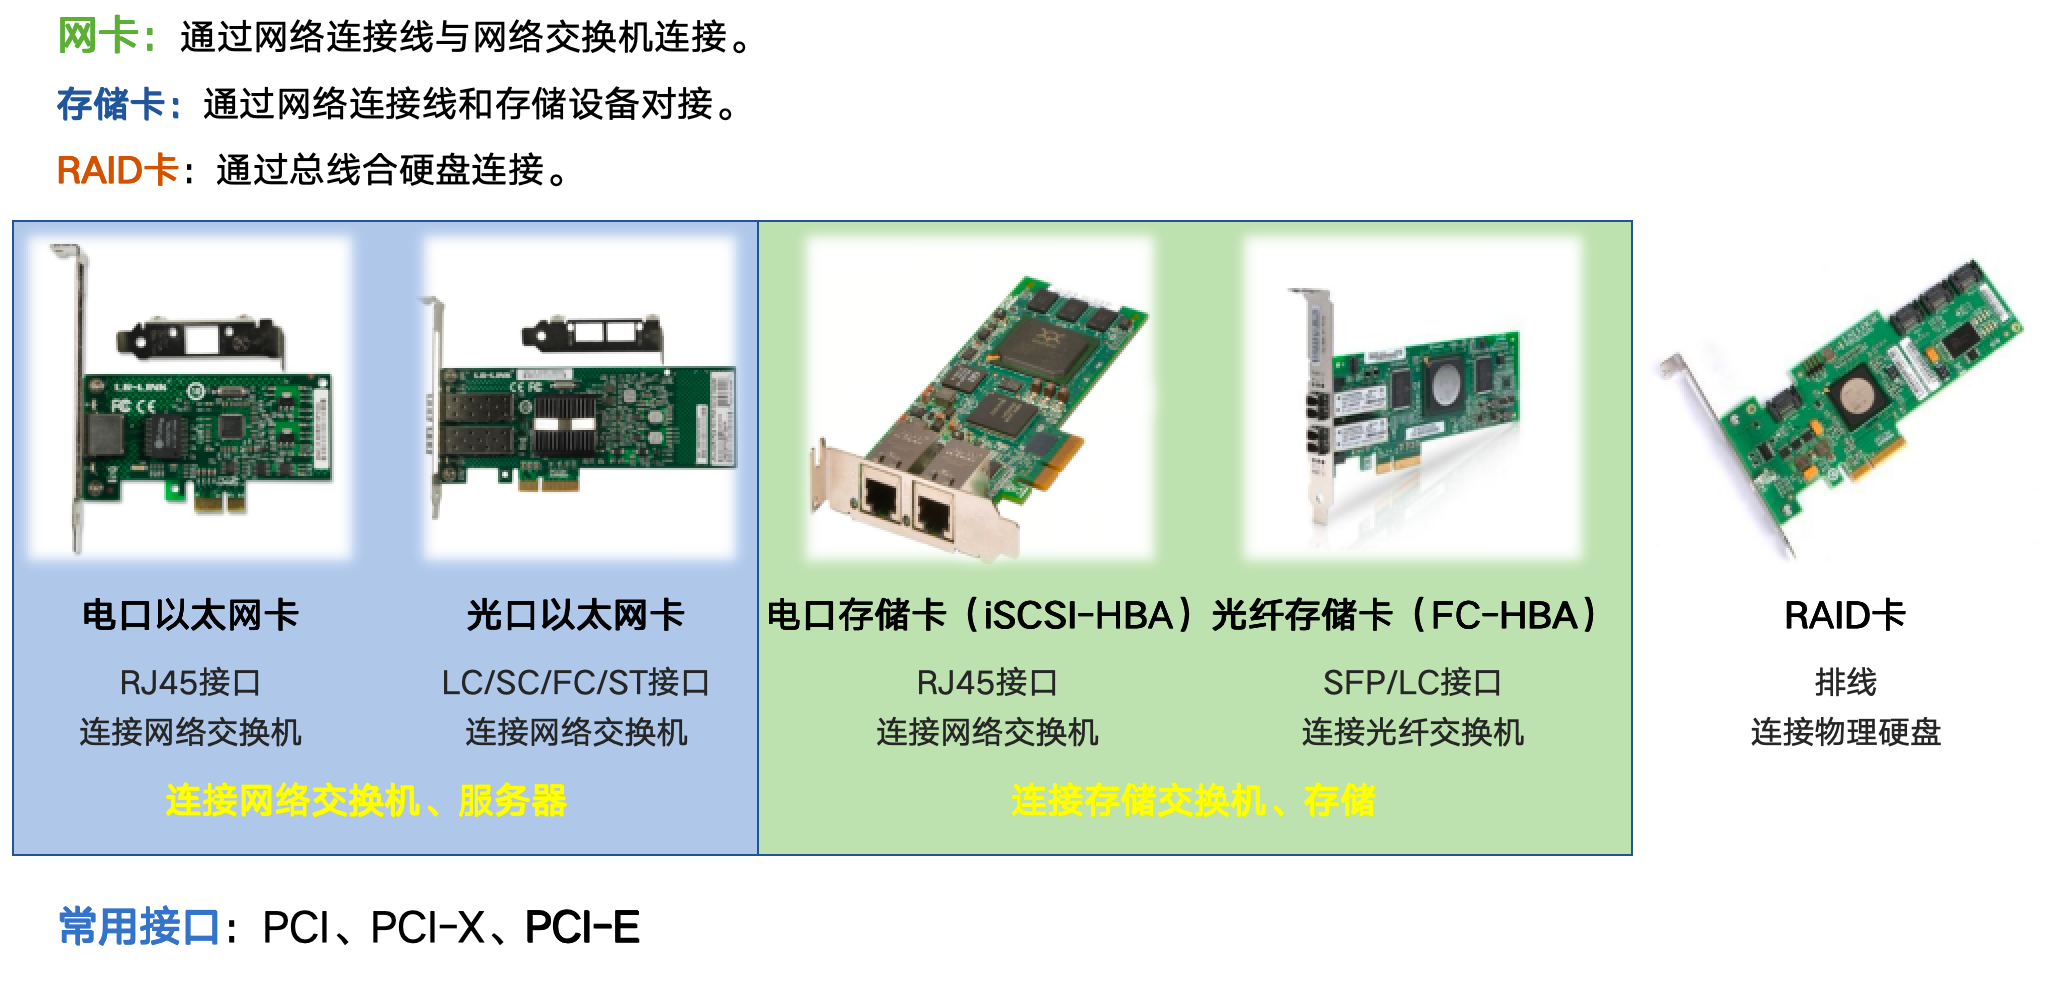 网卡：通过网络连接线与网络交换机连接。
存储卡：通过网络连接线和存储设备对接。
RAID卡：通过总线合硬盘连接。
LB-LINK
FC CE
LB-LINK
CE FC
电口以太网卡
光口以太网卡
电口存储卡（iSCSI-HBA）
光纤存储卡（FC-HBA）
RAID卡
RJ45接口
LC/SC/FC/ST接口
RJ45接口
SFP/LC接口
排线
连接网络交换机
连接网络交换机
连接网络交换机
连接光纤交换机
连接物理硬盘
连接网络交换机、服务器
连接存储交换机、存储
常用接口：PCI、PCI-X、PCI-E